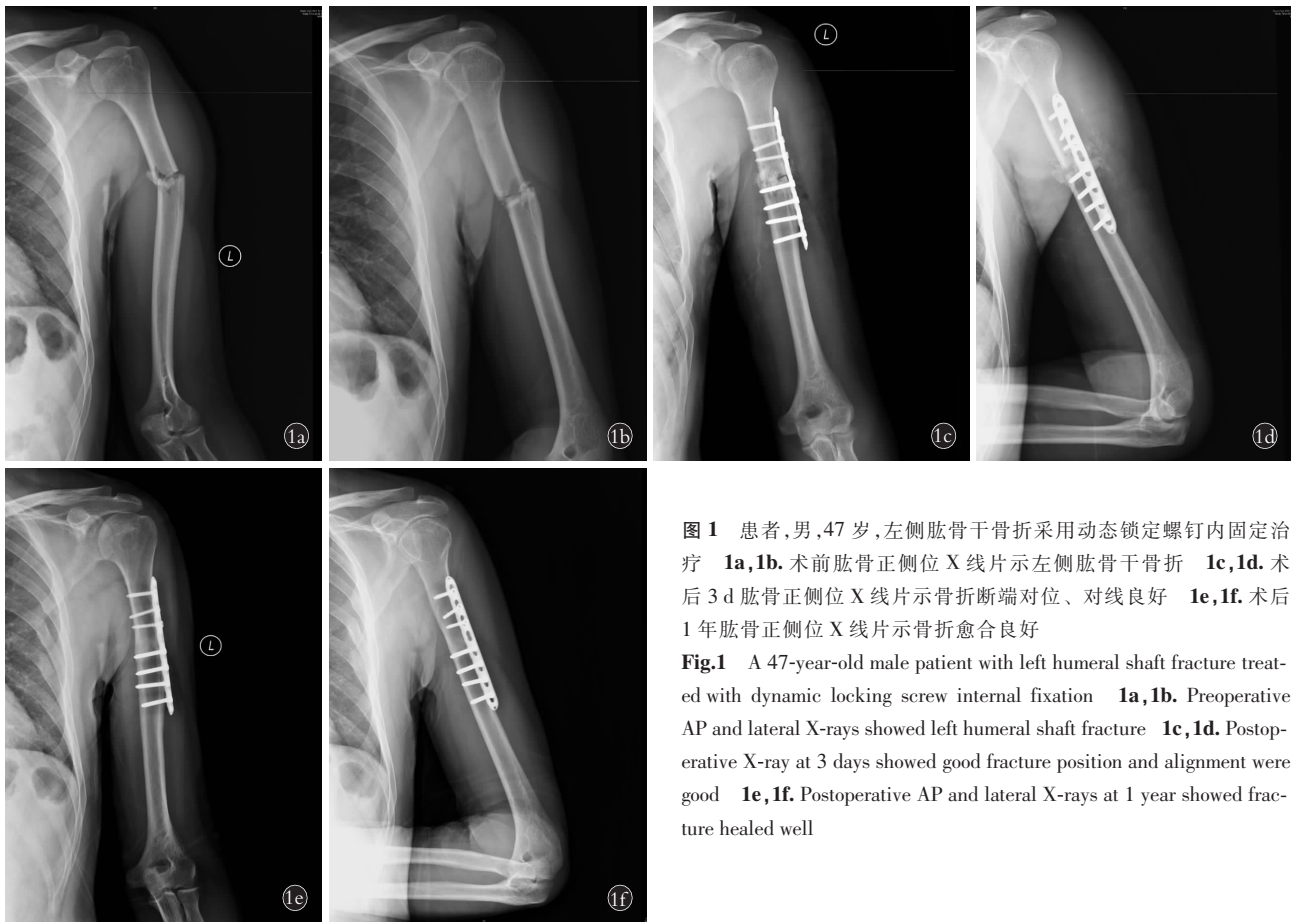 L
1a
1b
L
1c
1d
L
1e
1f
图 1 患者,男,47 岁,左侧肱骨干骨折采用动态锁定螺钉内固定治
疗 1a,1b. 术前肱骨正侧位 X 线片示左侧肱骨干骨折 1c,1d. 术
后 3 d 肱骨正侧位 X 线片示骨折断端对位、对线良好 1e,1f. 术后
1 年肱骨正侧位 X 线片示骨折愈合良好
Fig.1 A 47-year-old male patient with left humeral shaft fracture treat-
ed with dynamic locking screw internal fixation 1a,1b. Preoperative
AP and lateral X-rays showed left humeral shaft fracture 1c,1d. Postop-
erative X-ray at 3 days showed good fracture position and alignment were
good 1e,1f. Postoperative AP and lateral X-rays at 1 year showed frac-
ture healed well